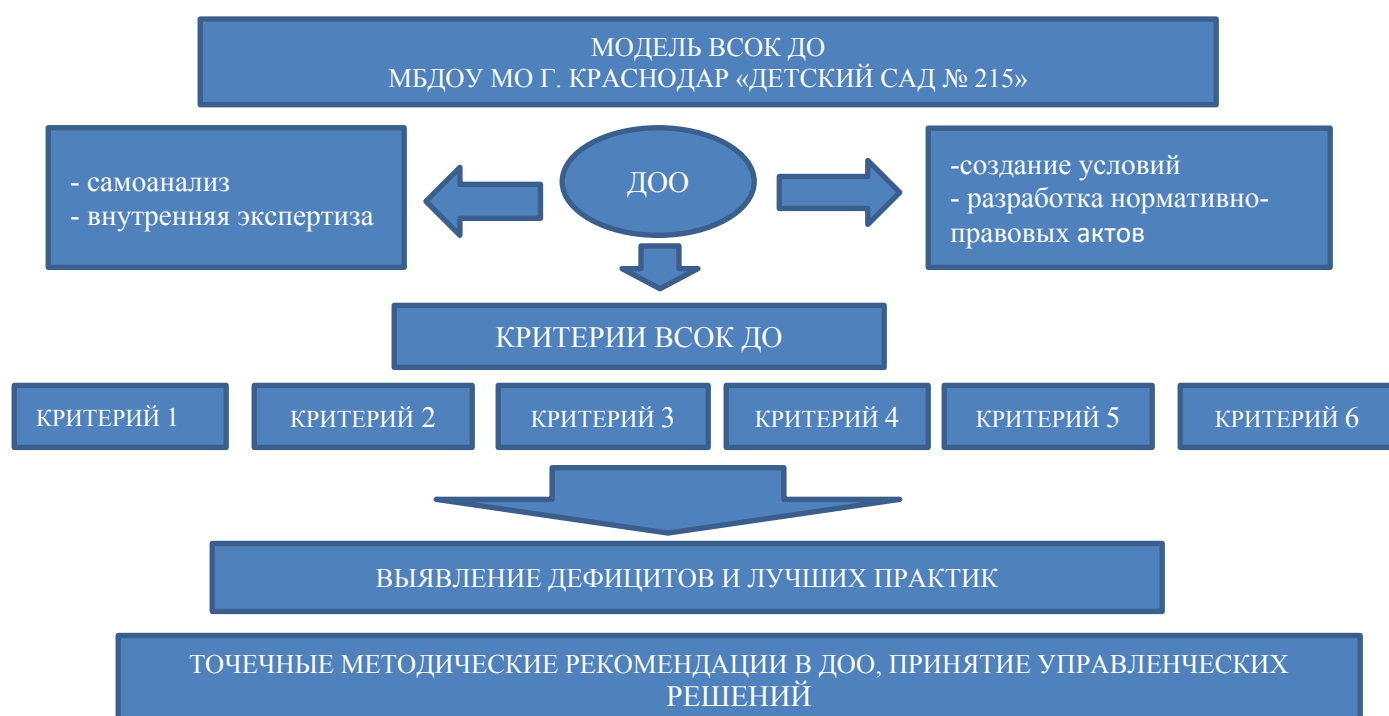 МОДЕЛЬ ВСОК ДО
МБДОУ МО Г. КРАСНОДАР «ДЕТСКИЙ САД № 215»
- самоанализ
- внутренняя экспертиза
ДОО
-создание условий
- разработка нормативно-
правовых актов
КРИТЕРИИ ВСОК ДО
КРИТЕРИЙ 1
КРИТЕРИЙ 2
КРИТЕРИЙ 3
КРИТЕРИЙ 4
КРИТЕРИЙ 5
КРИТЕРИЙ 6
ВЫЯВЛЕНИЕ ДЕФИЦИТОВ И ЛУЧШИХ ПРАКТИК
ТОЧЕЧНЫЕ МЕТОДИЧЕСКИЕ РЕКОМЕНДАЦИИ В ДОО, ПРИНЯТИЕ УПРАВЛЕНЧЕСКИХ
РЕШЕНИЙ